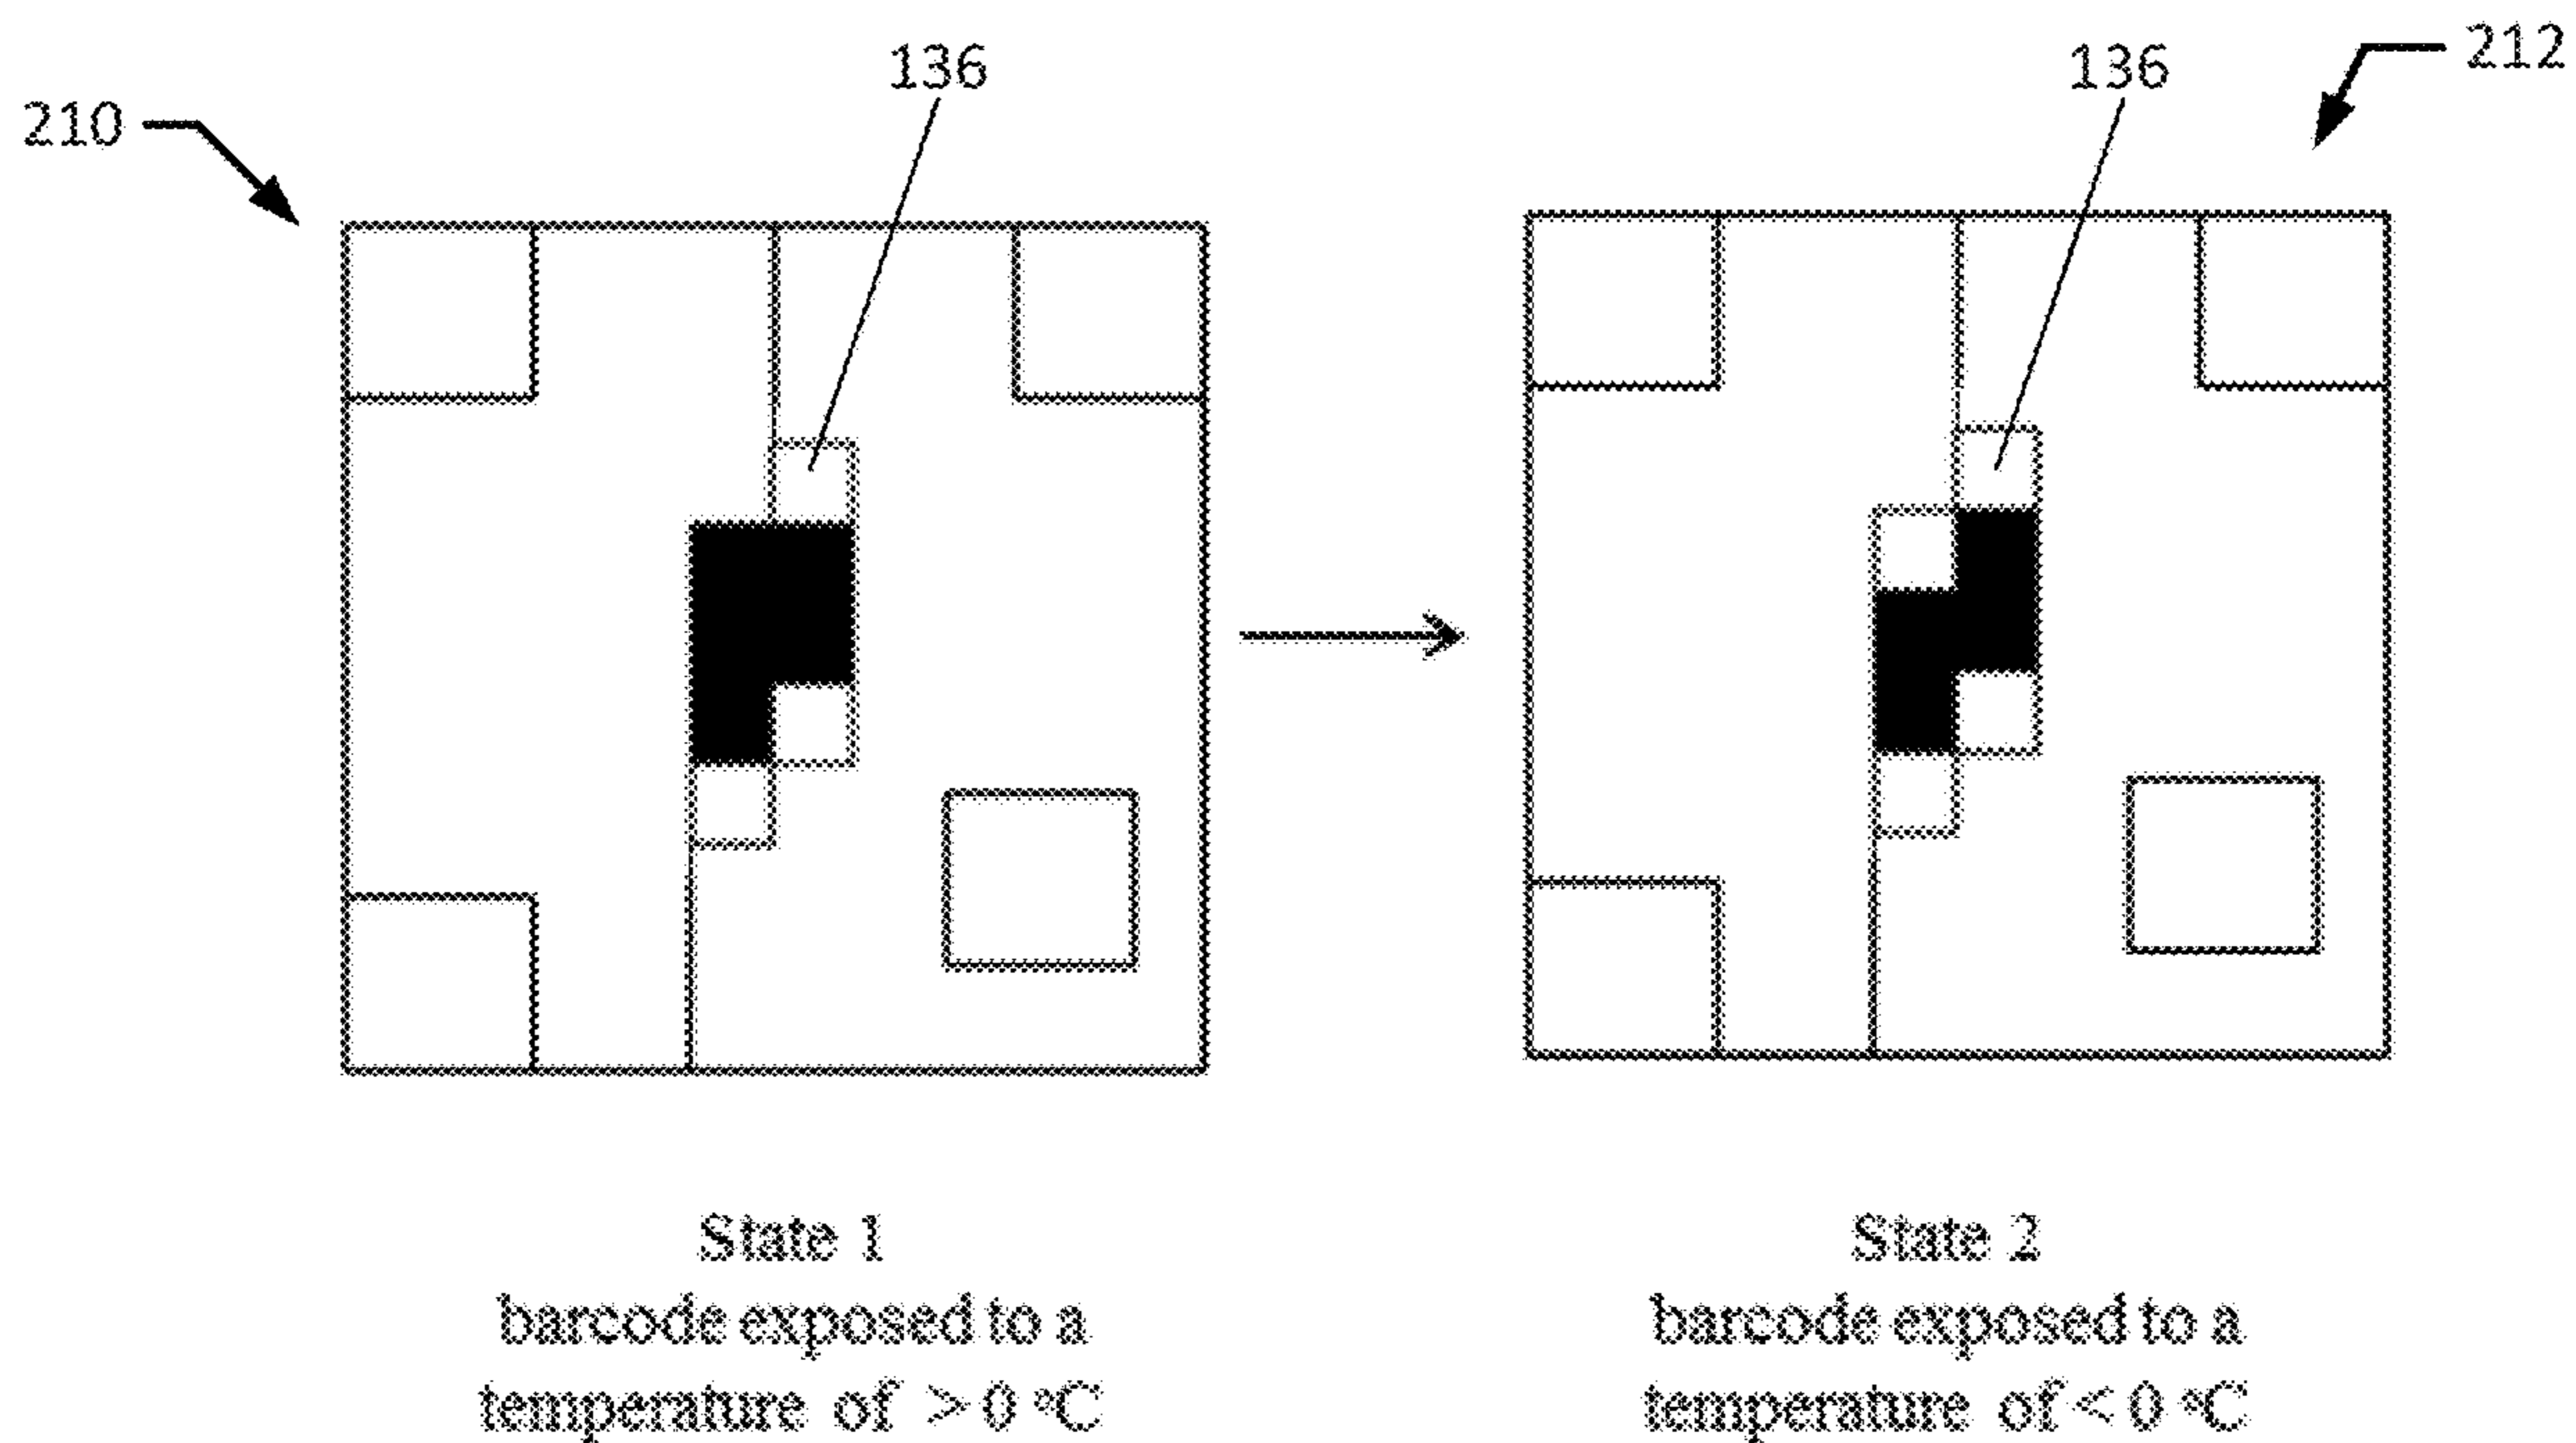 210
136
136
212
State 1
barcode exposed to a
temperature of > 0 °C
State 2
barcode exposed to a
temperature of < 0 °C